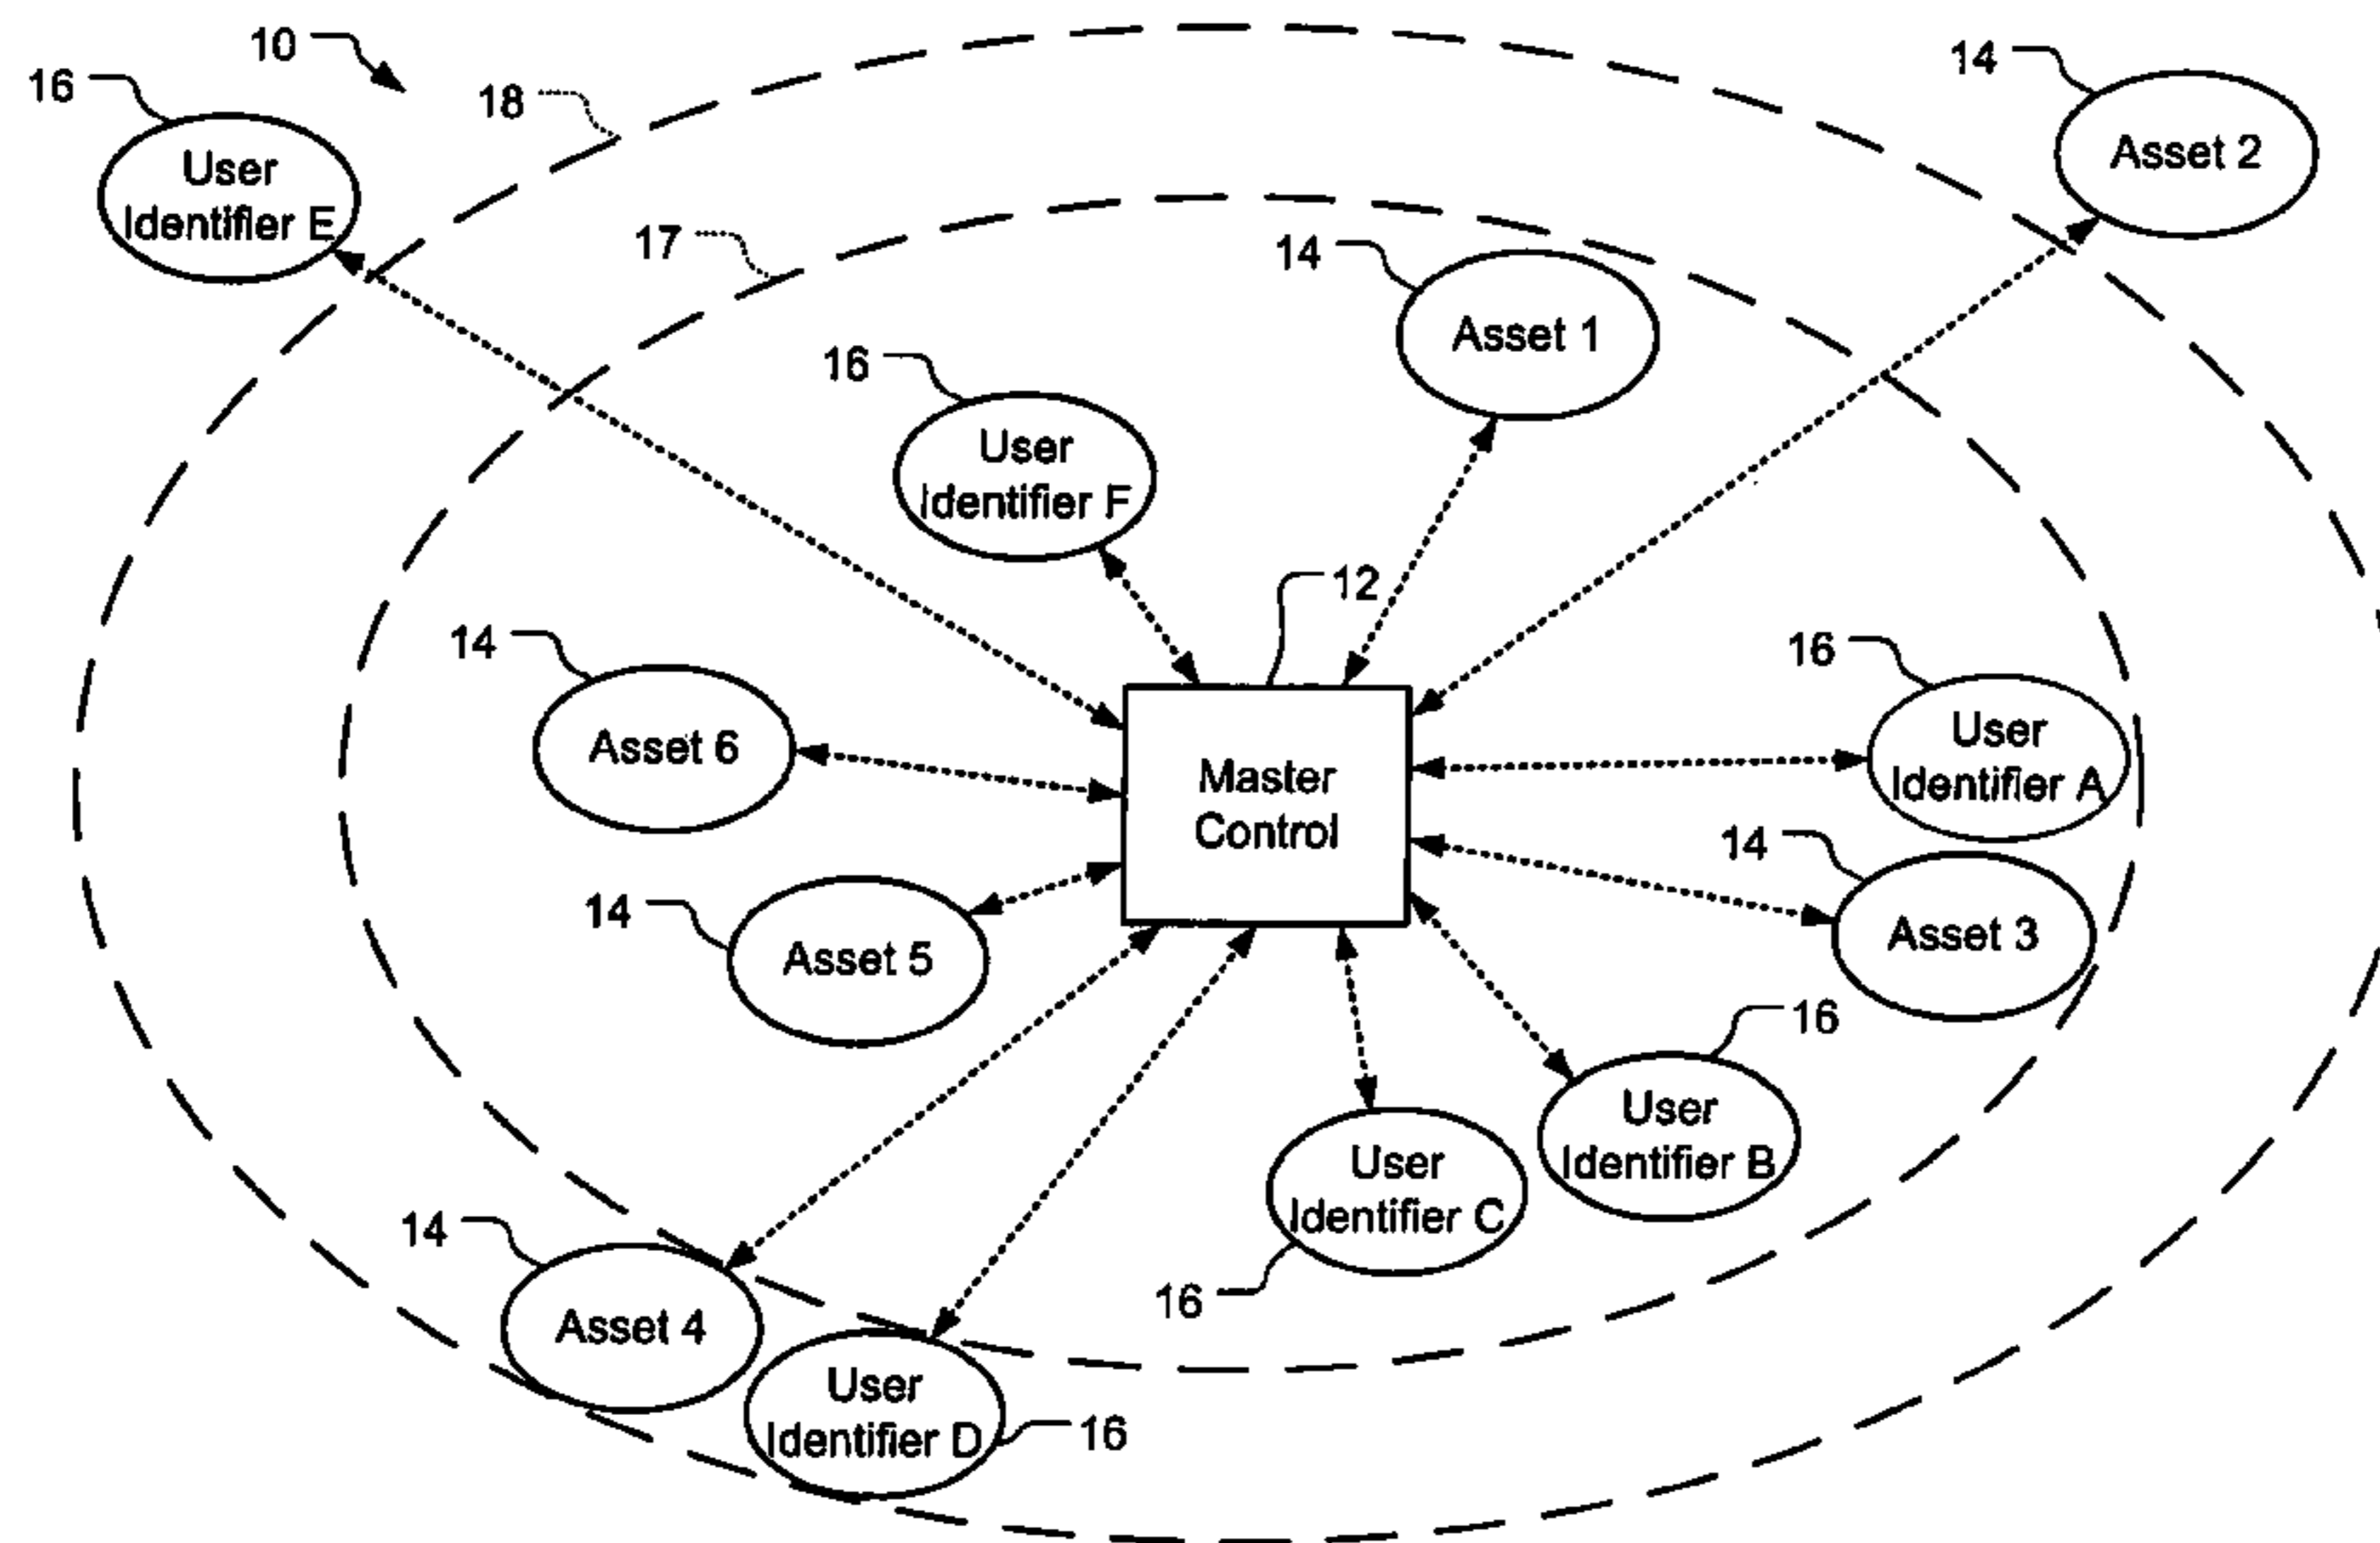 10
16
18
14
User
Identifier E
Asset 2
17
14
Asset 1
16
User
Identifier F
12
14
16
Asset 6
User
Identifier A
Master
Control
14
14
Asset 5
Asset 3
16
User
Identifier B
User
Identifier C
14
16
Asset 4
User
Identifier D
16